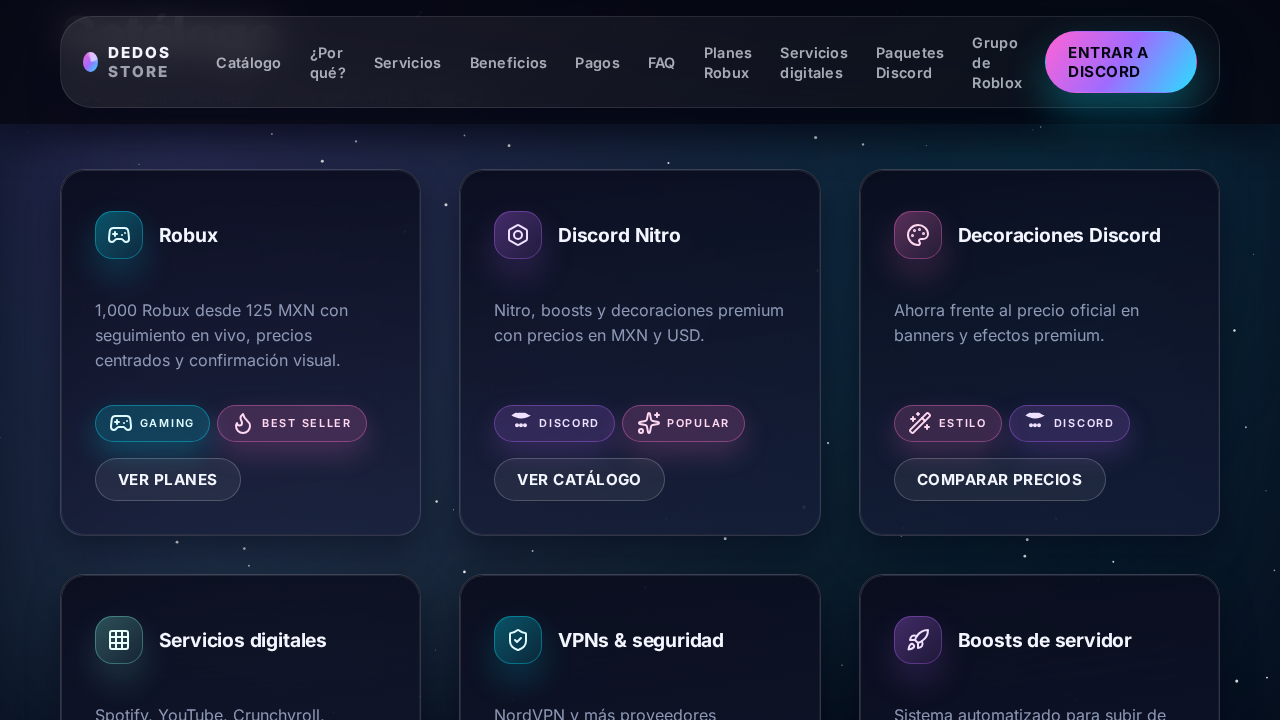 DEDOS
STORE
Catálogo
¿Por
qué?
Servicios
Beneficios
Pagos
FAQ
Planes
Robux
Servicios
digitales
Paquetes
Discord
Grupo
de
Roblox
ENTRAR A
DISCORD
Robux
1,000 Robux desde 125 MXN con
seguimiento en vivo, precios
centrados y confirmación visual.
GAMING
BEST SELLER
VER PLANES
Discord Nitro
Nitro, boosts y decoraciones premium
con precios en MXN y USD.
DISCORD
POPULAR
VER CATÁLOGO
Decoraciones Discord
Ahorra frente al precio oficial en
banners y efectos premium.
ESTILO
DISCORD
COMPARAR PRECIOS
Servicios digitales
Spotify, YouTube, Crunchyroll,
VPNs & seguridad
NordVPN y más proveedores
Boosts de servidor
Sistema automatizado para subir de